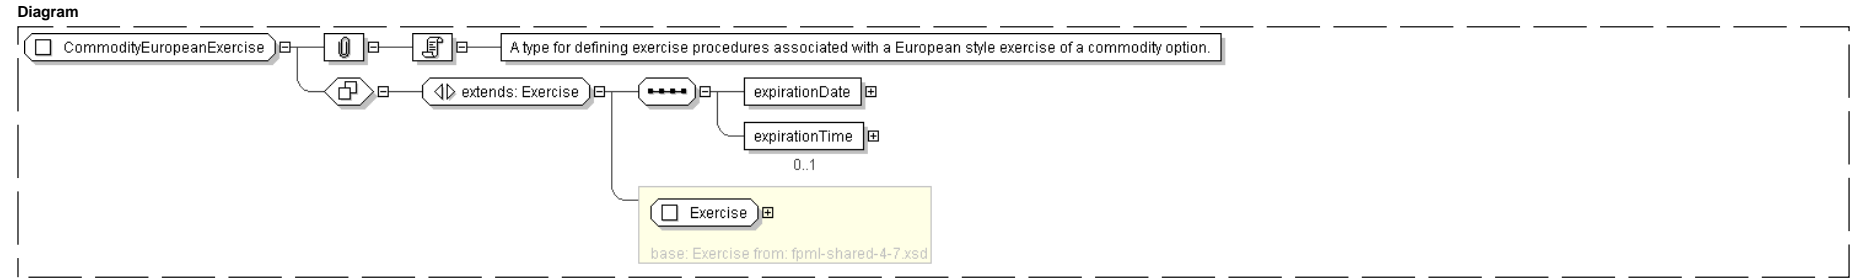 Diagram
CommodityEuropeanExercise
A type for defining exercise procedures associated with a European style exercise of a commodity option.
extends: Exercise
expirationDate
expirationTime
0..1
Exercise
base: Exercise from: fpml-shared-4-7.xsd